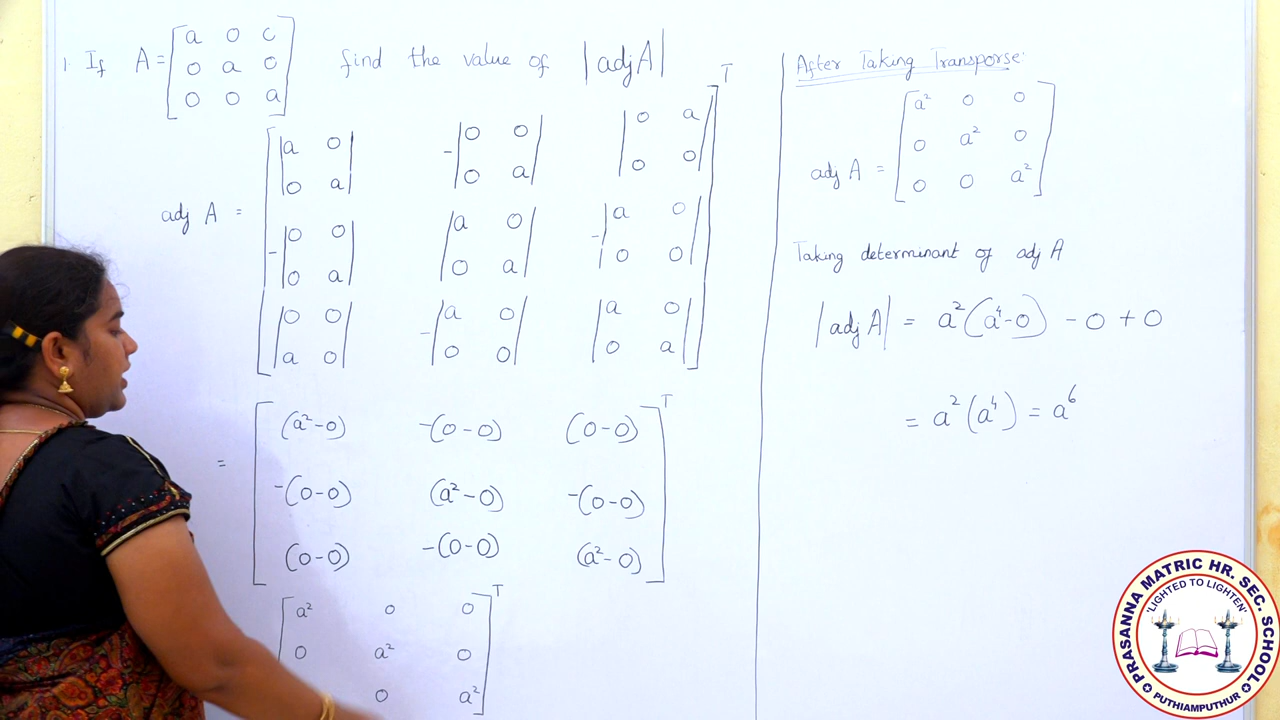 1. If A = [a 0 c; 0 a 0; 0 0 a] find the value of |adj A|
adj A = [|a 0; 0 a| -|0 0; 0 a| |0 a; 0 0|
-|0 0; 0 a| |a 0; 0 a| -|a 0; 0 0|
|0 0; a 0| -|a 0; 0 0| |a 0; 0 a|]ᵀ
= [(a²-0) -(0-0) (0-0)
-(0-0) (a²-0) -(0-0)
(0-0) -(0-0) (a²-0)]ᵀ
[a² 0 0
0 a² 0
0 a²]ᵀ
After Taking Transporse:
adj A = [a² 0 0
0 a² 0
0 0 a²]
Taking determinant of adj A
|adj A| = a²(a⁴-0) - 0 + 0
= a²(a⁴) = a⁶
PRASANNA MATRIC HR. SEC. SCHOOL
"LIGHTED TO LIGHTEN"
PUTHIAMPUTHUR